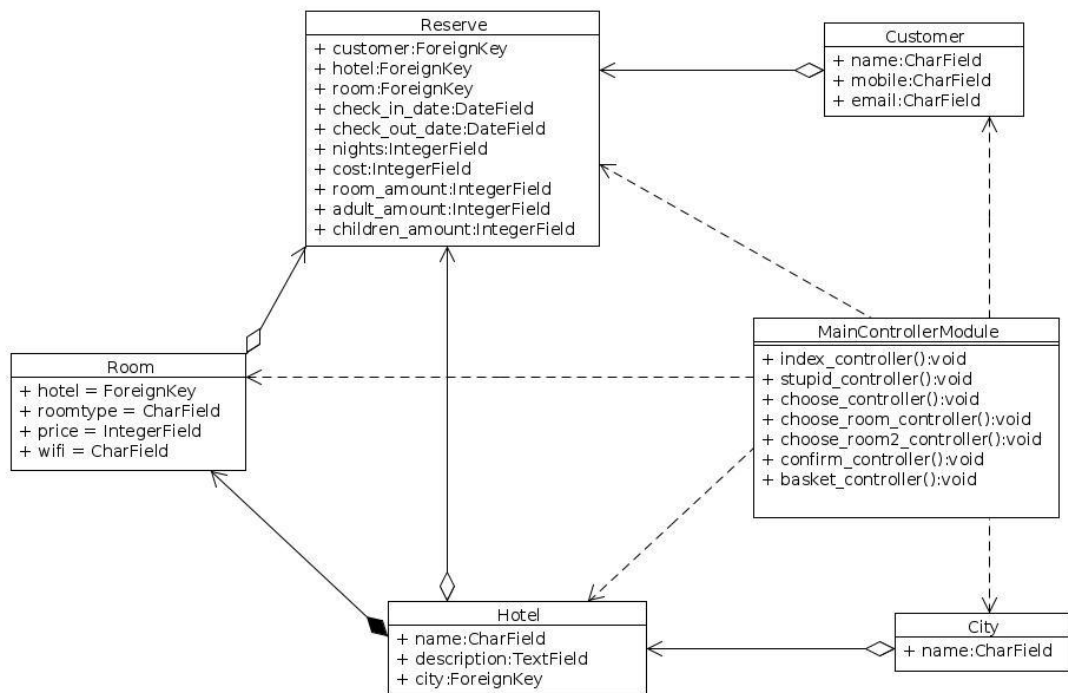 Reserve
+ customer:ForeignKey
+ hotel:ForeignKey
+ room:ForeignKey
+ check_in_date:DateField
+ check_out_date:DateField
+ nights:IntegerField
+ cost:IntegerField
+ room_amount:IntegerField
+ adult_amount:IntegerField
+ children_amount:IntegerField
Customer
+ name:CharField
+ mobile:CharField
+ email:CharField
MainControllerModule
+ index_controller():void
+ stupid_controller():void
+ choose_controller():void
+ choose_room_controller():void
+ choose_room2_controller():void
+ confirm_controller():void
+ basket_controller():void
Room
+ hotel = ForeignKey
+ roomtype = CharField
+ price = IntegerField
+ wifi = CharField
Hotel
+ name:CharField
+ description:TextField
+ city:ForeignKey
City
+ name:CharField